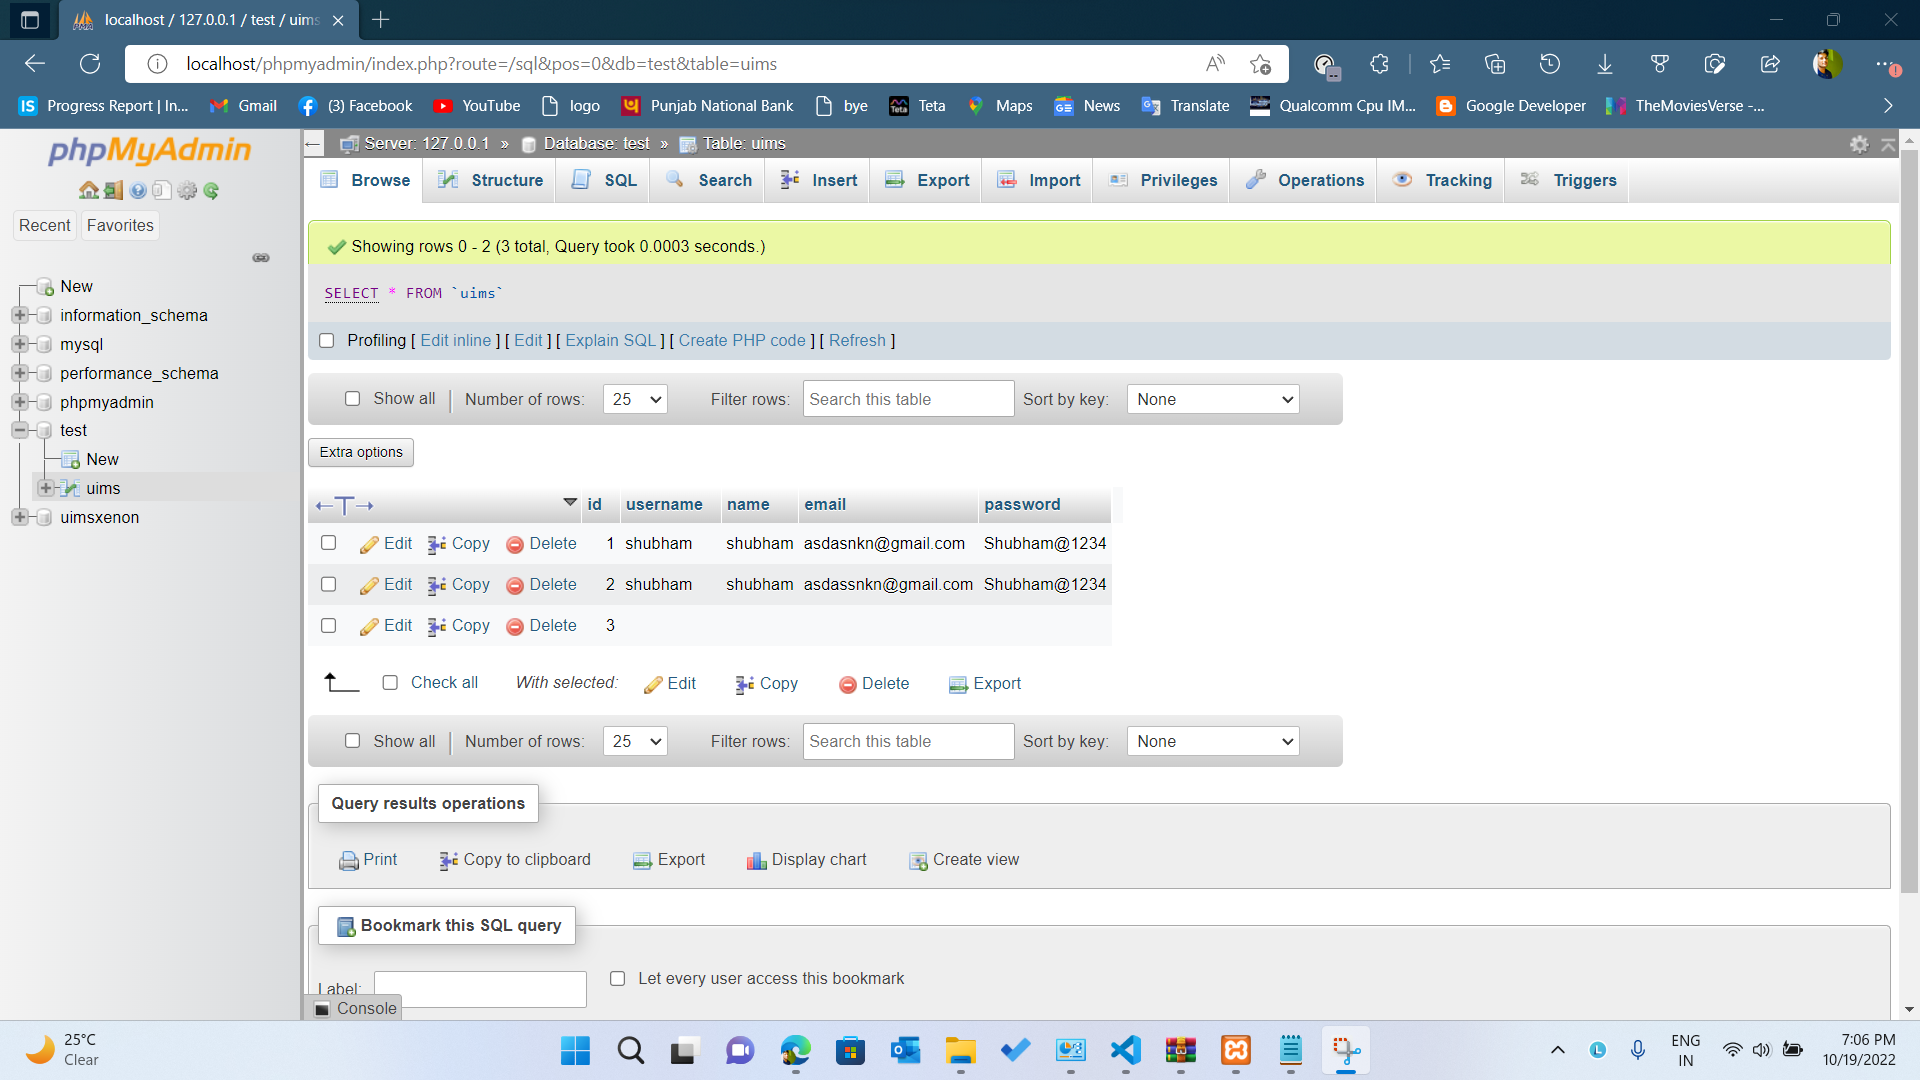 localhost / 127.0.0.1 / test / uims
localhost/phpmyadmin/index.php?route=/sql&pos=0&db=test&table=uims
Progress Report | In... Gmail (3) Facebook YouTube logo Punjab National Bank bye Teta Maps News Translate Qualcomm Cpu IM... Google Developer TheMoviesVerse -...
phpMyAdmin
Recent Favorites
New
information_schema
mysql
performance_schema
phpmyadmin
test
New
uims
uimsxenon
Server: 127.0.0.1 » Database: test » Table: uims
Browse Structure SQL Search Insert Export Import Privileges Operations Tracking Triggers
Showing rows 0 - 2 (3 total, Query took 0.0003 seconds.)
SELECT * FROM `uims`
Profiling [ Edit inline ] [ Edit ] [ Explain SQL ] [ Create PHP code ] [ Refresh ]
Show all Number of rows: 25 Filter rows: Search this table Sort by key: None
Extra options
←T→ id username name email password
Edit Copy Delete 1 shubham shubham asdasnkn@gmail.com Shubham@1234
Edit Copy Delete 2 shubham shubham asdassnkn@gmail.com Shubham@1234
Edit Copy Delete 3
Check all With selected: Edit Copy Delete Export
Show all Number of rows: 25 Filter rows: Search this table Sort by key: None
Query results operations
Print Copy to clipboard Export Display chart Create view
Bookmark this SQL query
Label: Let every user access this bookmark
Console
25°C
Clear
ENG
IN
7:06 PM
10/19/2022